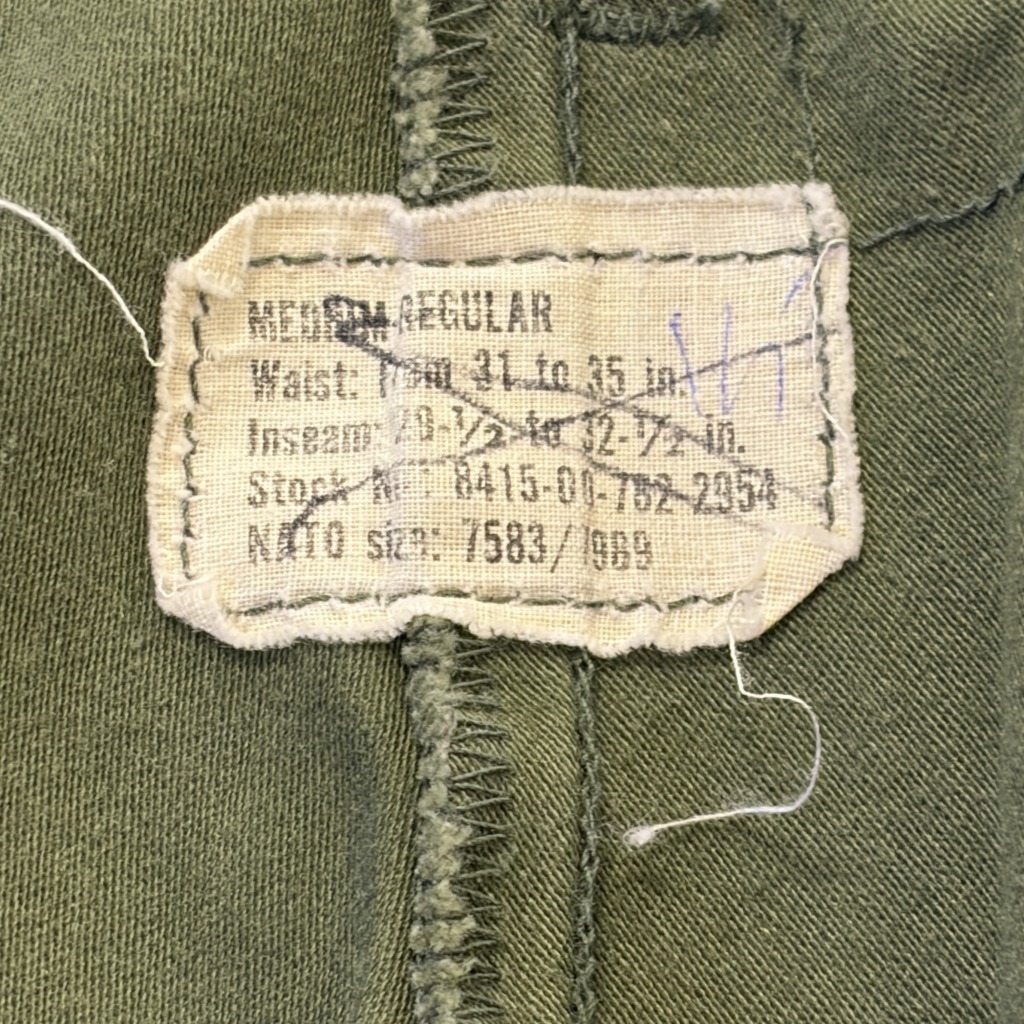 MEDIUM-REGULAR
Waist: From 31 to 35 in.
Inseam: 29-1/2 to 32-1/2 in.
Stock No: 8415-00-782-2954
NATO size: 7583/